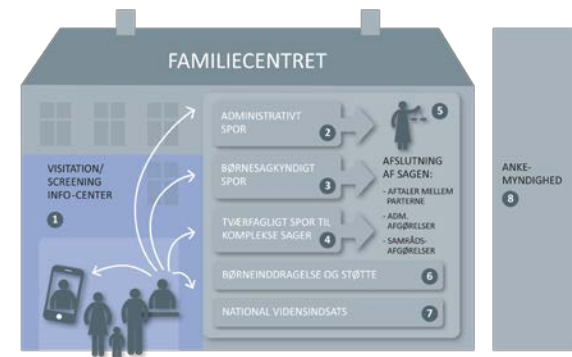 FAMILIECENTRET
VISITATION/
SCREENING
INFO-CENTER
1
ADMINISTRATIVT
SPOR
2
BØRNESAGKYNDIGT
SPOR
3
TVÆRFAGLIGT SPOR TIL
KOMPLEKSE SAGER
4
5
AFSLUTNING
AF SAGEN:
- AFTALER MELLEM
PARTERNE
- ADM.
AFGØRELSER
- SAMRÅDS-
AFGØRELSER
BØRNEINDDRAGELSE OG STØTTE
6
NATIONAL VIDENSINDSATS
7
ANKE-
MYNDIGHED
8